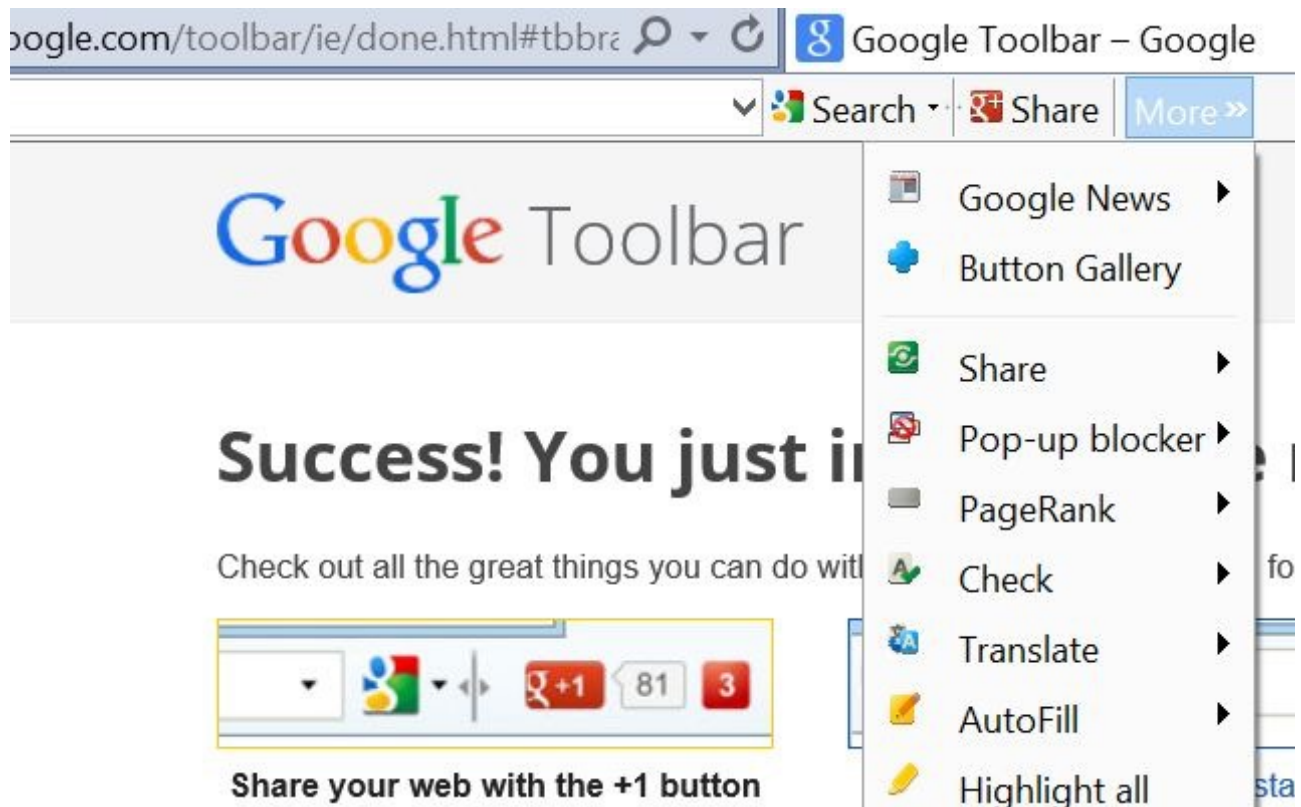 oogle.com/toolbar/ie/done.html#tbbra
Google Toolbar – Google
Search
Share
More »
Google Toolbar
Google News
Button Gallery
Share
Success! You just i
Pop-up blocker
PageRank
Check out all the great things you can do with
Check
fo
Translate
+1 81 3
AutoFill
Share your web with the +1 button
Highlight all
sta